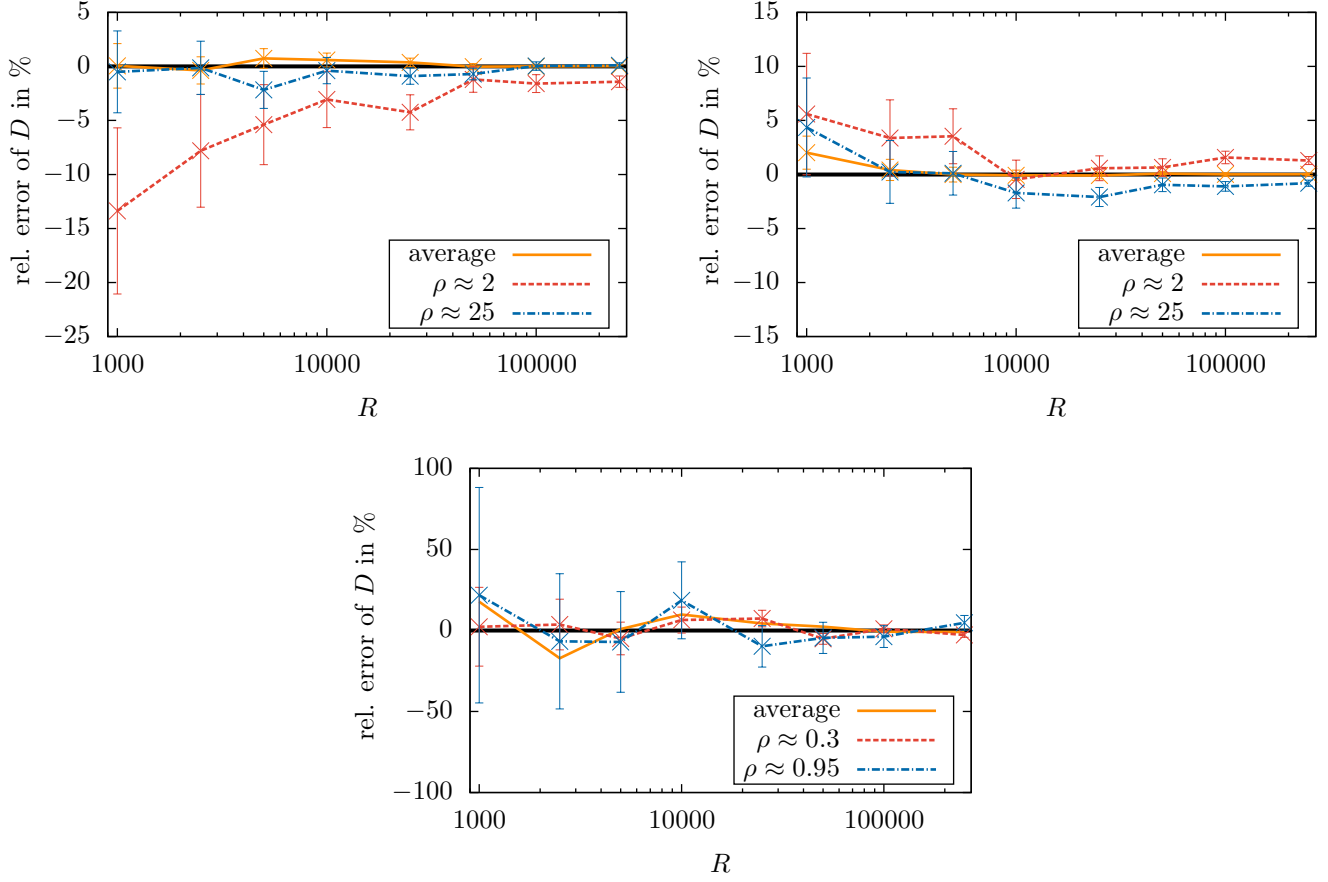 5
0
−5
−10
−15
−20
−25
rel. error of D in %
average
ρ ≈ 2
ρ ≈ 25
1000
10000
100000
R
15
10
5
0
−5
−10
−15
rel. error of D in %
average
ρ ≈ 2
ρ ≈ 25
1000
10000
100000
R
100
50
0
−50
−100
rel. error of D in %
average
ρ ≈ 0.3
ρ ≈ 0.95
1000
10000
100000
R